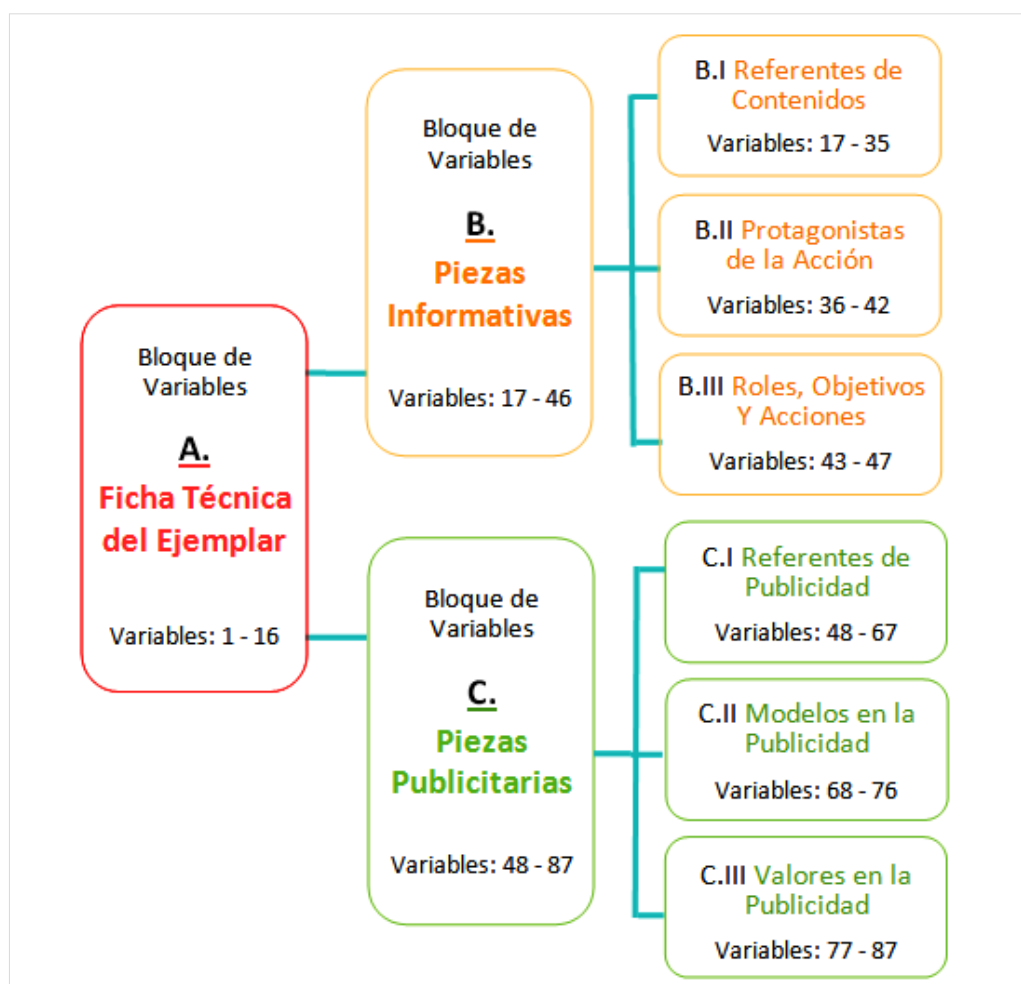 Bloque de
Variables
A.
Ficha Técnica
del Ejemplar
Variables: 1 - 16
Bloque de
Variables
B.
Piezas
Informativas
Variables: 17 - 46
B.I Referentes de
Contenidos
Variables: 17 - 35
B.II Protagonistas
de la Acción
Variables: 36 - 42
B.III Roles, Objetivos
Y Acciones
Variables: 43 - 47
Bloque de
Variables
C.
Piezas
Publicitarias
Variables: 48 - 87
C.I Referentes de
Publicidad
Variables: 48 - 67
C.II Modelos en la
Publicidad
Variables: 68 - 76
C.III Valores en la
Publicidad
Variables: 77 - 87